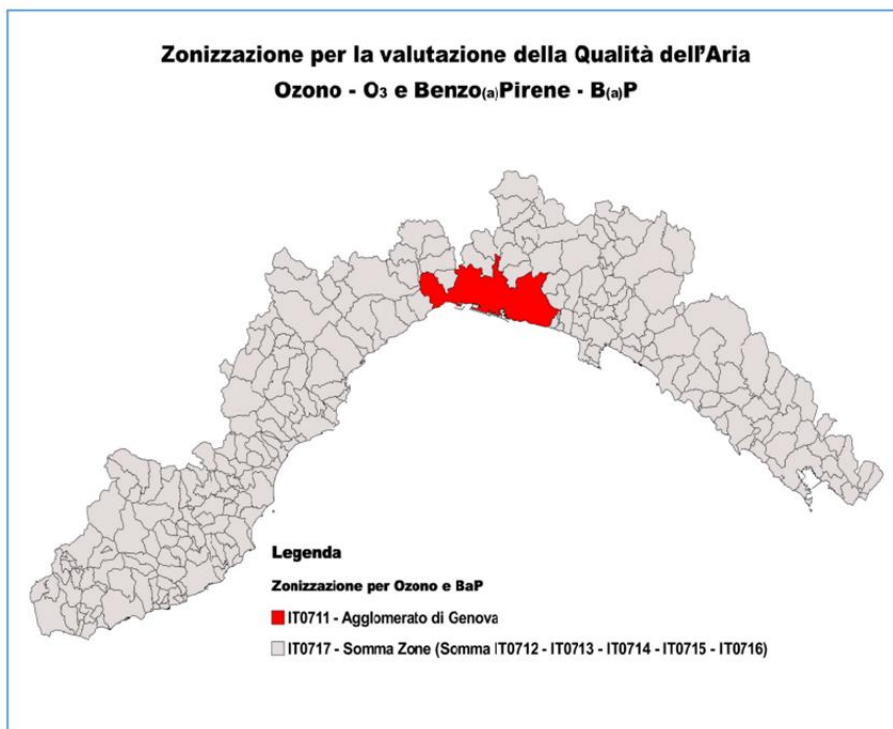 Zonizzazione per la valutazione della Qualità dell'Aria
Ozono - O₃ e Benzo(a)Pirene - B(a)P
Legenda
Zonizzazione per Ozono e BaP
IT0711 - Agglomerato di Genova
IT0717 - Somma Zone (Somma IT0712 - IT0713 - IT0714 - IT0715 - IT0716)